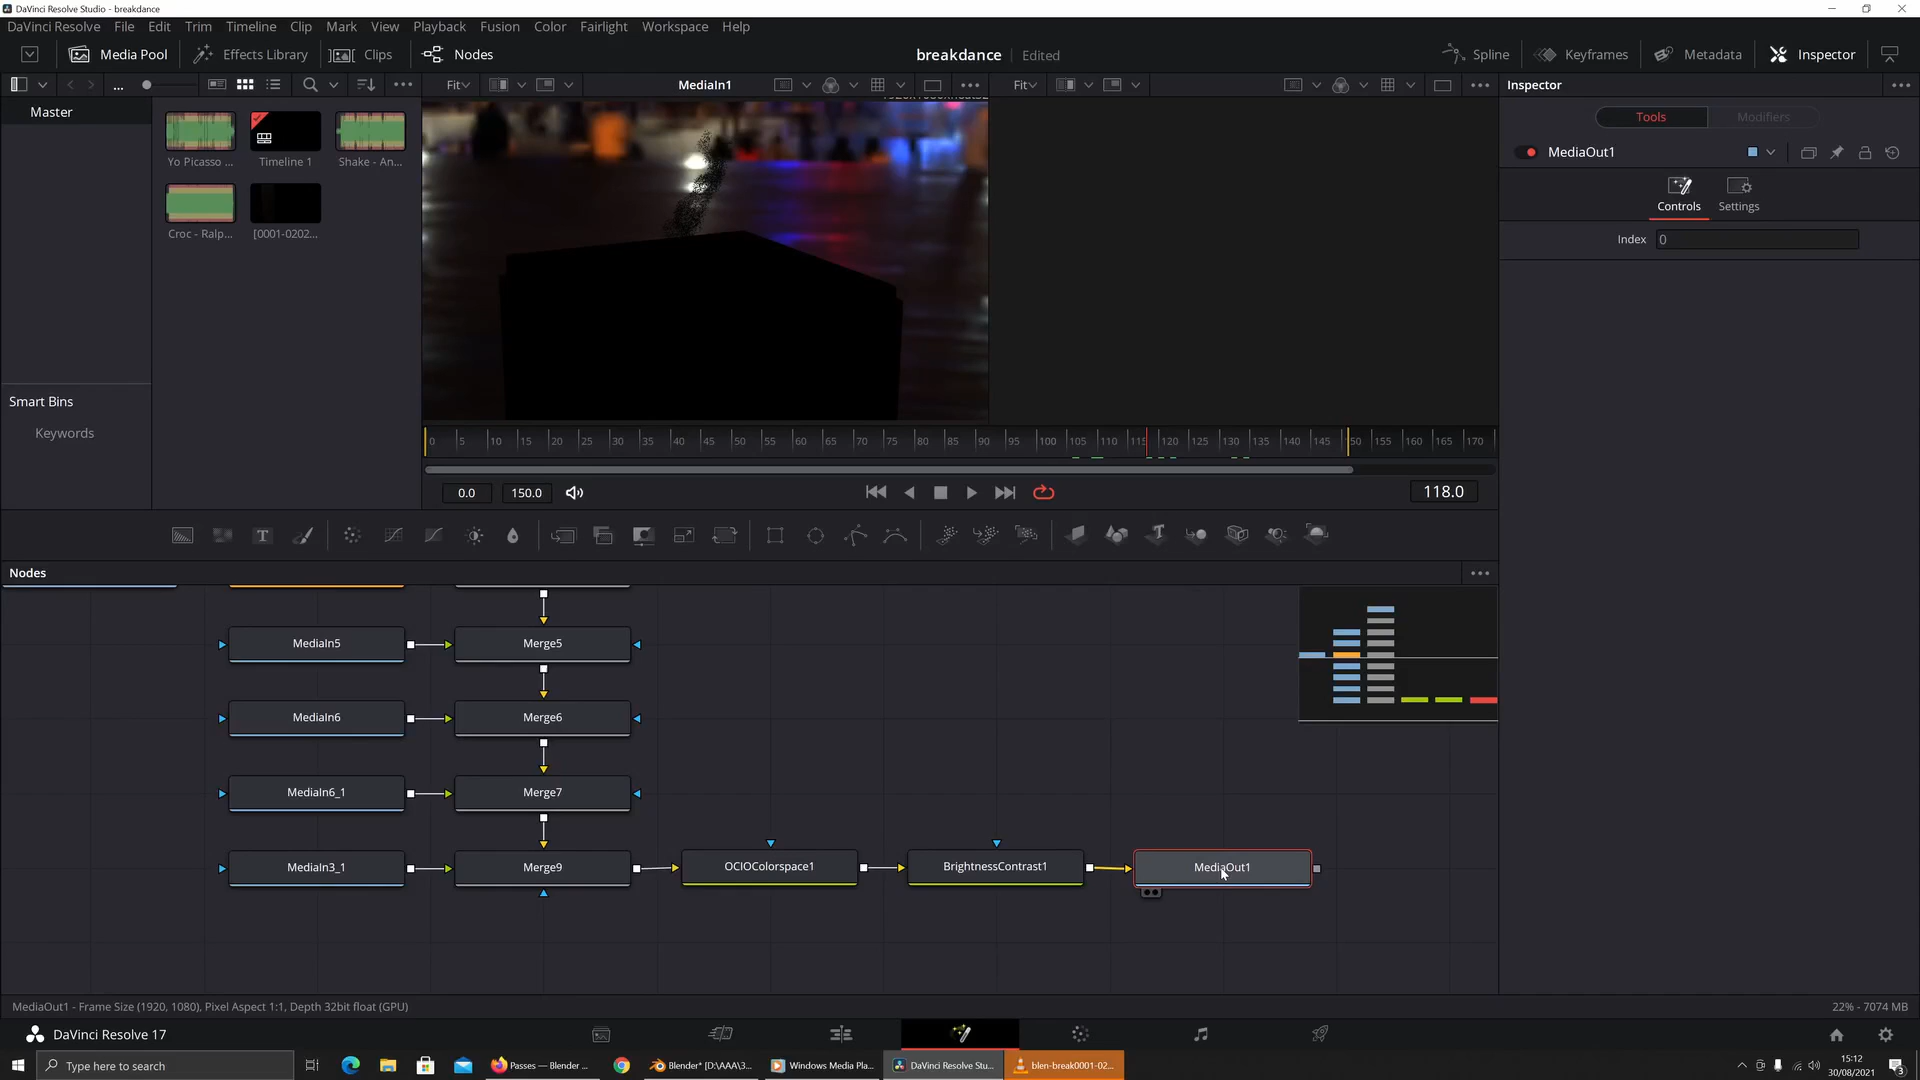 DaVinci Resolve Studio - breakdance
DaVinci Resolve File Edit Trim Timeline Clip Mark View Playback Fusion Color Fairlight Workspace Help
Media Pool Effects Library Clips Nodes breakdance Edited Spline Keyframes Metadata Inspector
... Fit MediaIn1 Fit Inspector
Master
Tools Modifiers
Yo Picasso ... Timeline 1 Shake - An...
MediaOut1
Controls Settings
Croc - Ralp... [0001-0202...
Index 0
Smart Bins
Keywords
0 5 10 15 20 25 30 35 40 45 50 55 60 65 70 75 80 85 90 95 100 105 110 115 120 125 130 135 140 145 50 155 160 165 170
0.0 150.0 118.0
Nodes
MediaIn5 Merge5
MediaIn6 Merge6
MediaIn6_1 Merge7
MediaIn3_1 Merge9 OCIOColorspace1 BrightnessContrast1 MediaOut1
MediaOut1 - Frame Size (1920, 1080), Pixel Aspect 1:1, Depth 32bit float (GPU) 22% - 7074 MB
DaVinci Resolve 17
Type here to search Passes — Blender ... Blender* [D:\AAA\3... Windows Media Pla... DaVinci Resolve Stu... blen-break0001-02...
15:12
30/08/2021
3